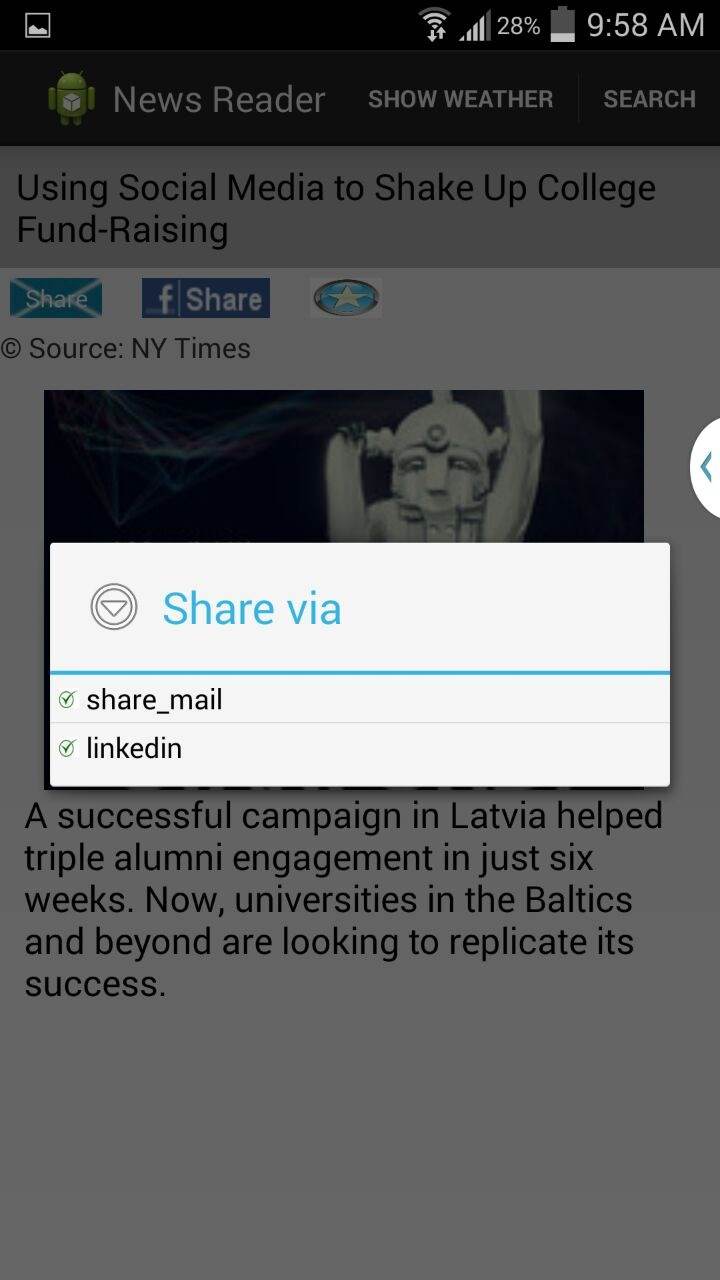 28% 9:58 AM
News Reader SHOW WEATHER SEARCH
Using Social Media to Shake Up College
Fund-Raising
Share f Share
© Source: NY Times
Share via
share_mail
linkedin
A successful campaign in Latvia helped
triple alumni engagement in just six
weeks. Now, universities in the Baltics
and beyond are looking to replicate its
success.